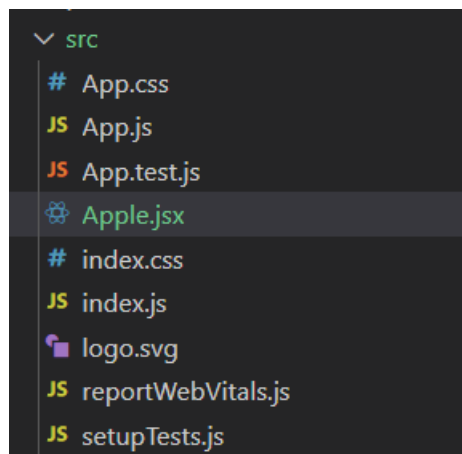 src
# App.css
JS App.js
JS App.test.js
Apple.jsx
# index.css
JS index.js
logo.svg
JS reportWebVitals.js
JS setupTests.js